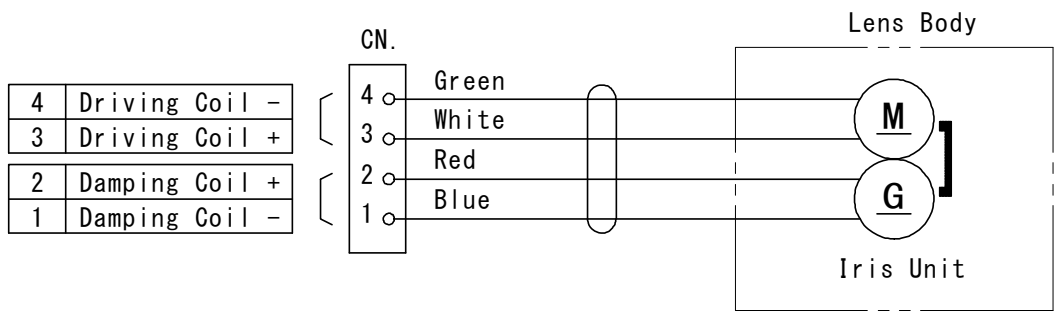 Lens Body
CN.
4 Driving Coil -
3 Driving Coil +
2 Damping Coil +
1 Damping Coil -
4 Green
3 White
2 Red
1 Blue
M
G
Iris Unit